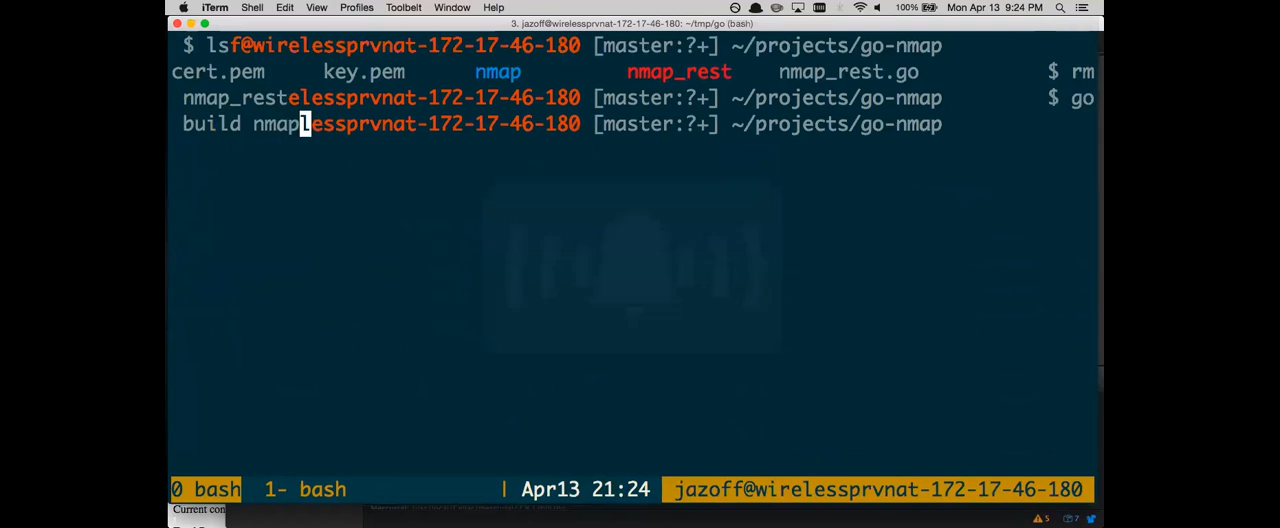 iTerm Shell Edit View Profiles Toolbelt Window Help 100% Mon Apr 13 9:24 PM
3. jazoff@wirelessprvnat-172-17-46-180: ~/tmp/go (bash)
$ lsf@wirelessprvnat-172-17-46-180 [master:?+] ~/projects/go-nmap
cert.pem key.pem nmap nmap_rest nmap_rest.go $ rm
nmap_restelessprvnat-172-17-46-180 [master:?+] ~/projects/go-nmap $ go
build nmaplessprvnat-172-17-46-180 [master:?+] ~/projects/go-nmap
0 bash 1- bash | Apr13 21:24 jazoff@wirelessprvnat-172-17-46-180
Current con
5 7